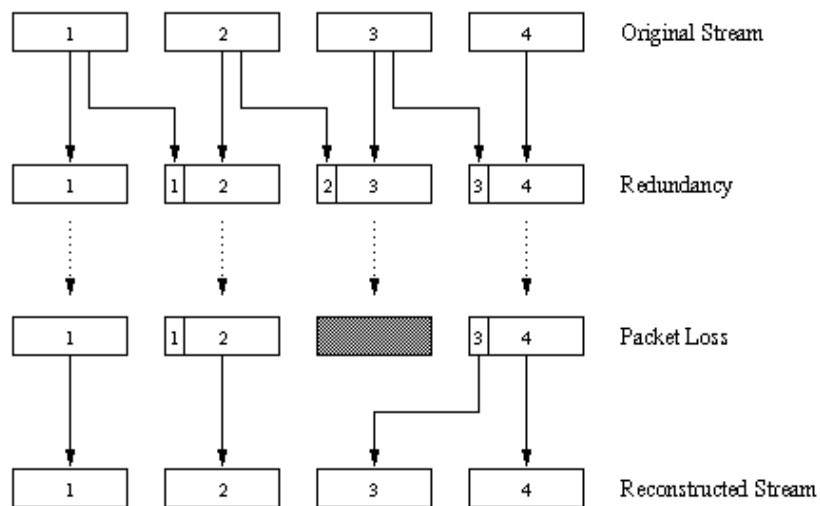 1 2 3 4 Original Stream
1 1 2 2 3 3 4 Redundancy
1 1 2 3 4 Packet Loss
1 2 3 4 Reconstructed Stream